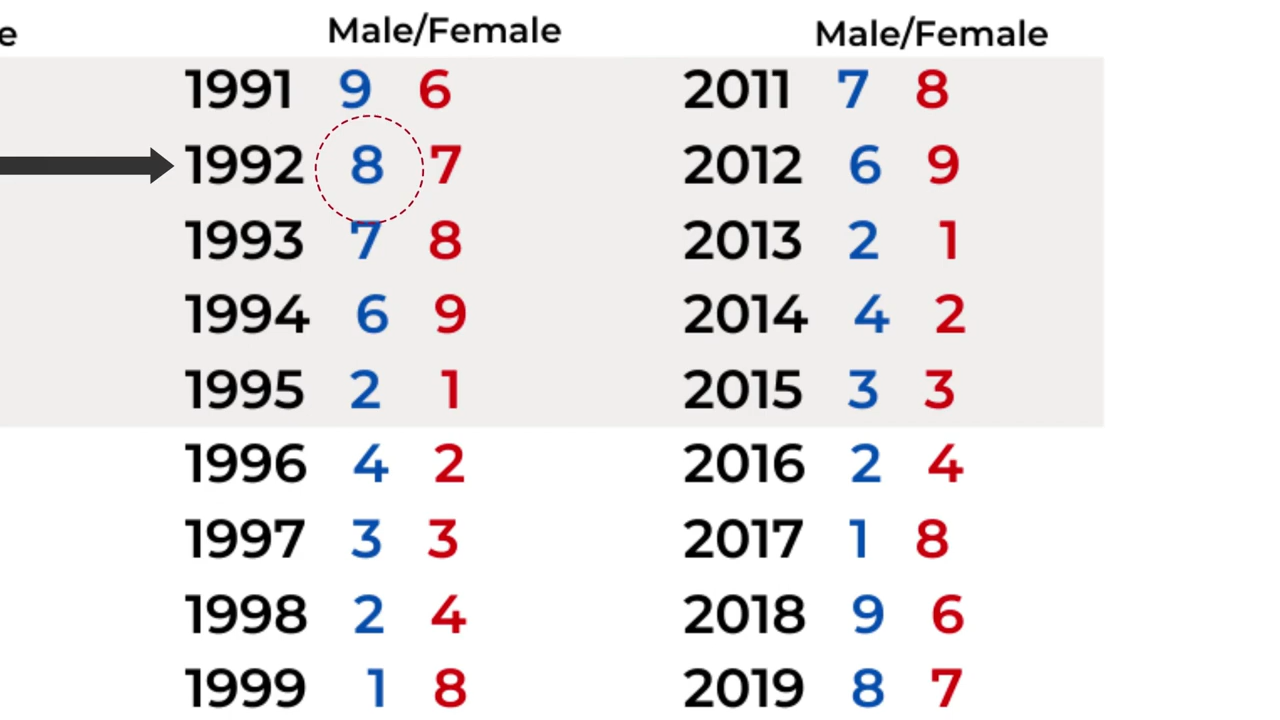 e Male/Female Male/Female
1991 9 6 2011 7 8
1992 8 7 2012 6 9
1993 7 8 2013 2 1
1994 6 9 2014 4 2
1995 2 1 2015 3 3
1996 4 2 2016 2 4
1997 3 3 2017 1 8
1998 2 4 2018 9 6
1999 1 8 2019 8 7